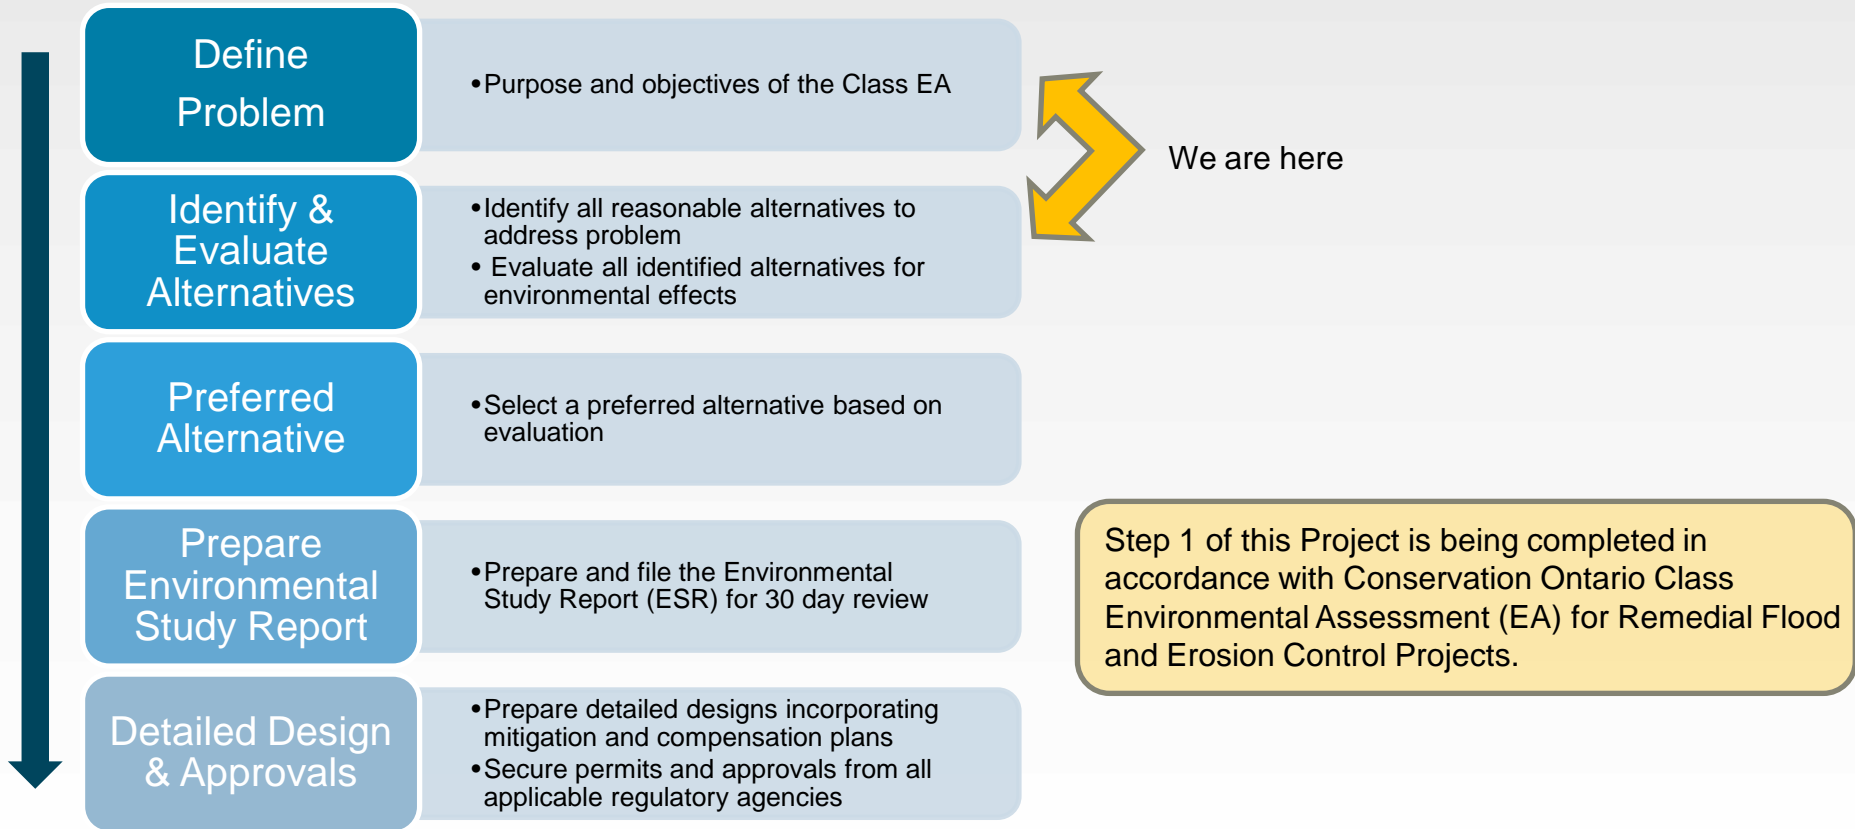 Define
Problem
•Purpose and objectives of the Class EA
We are here
Identify &
Evaluate
Alternatives
•Identify all reasonable alternatives to
address problem
• Evaluate all identified alternatives for
environmental effects
Preferred
Alternative
•Select a preferred alternative based on
evaluation
Prepare
Environmental
Study Report
•Prepare and file the Environmental
Study Report (ESR) for 30 day review
Step 1 of this Project is being completed in
accordance with Conservation Ontario Class
Environmental Assessment (EA) for Remedial Flood
and Erosion Control Projects.
Detailed Design
& Approvals
•Prepare detailed designs incorporating
mitigation and compensation plans
•Secure permits and approvals from all
applicable regulatory agencies